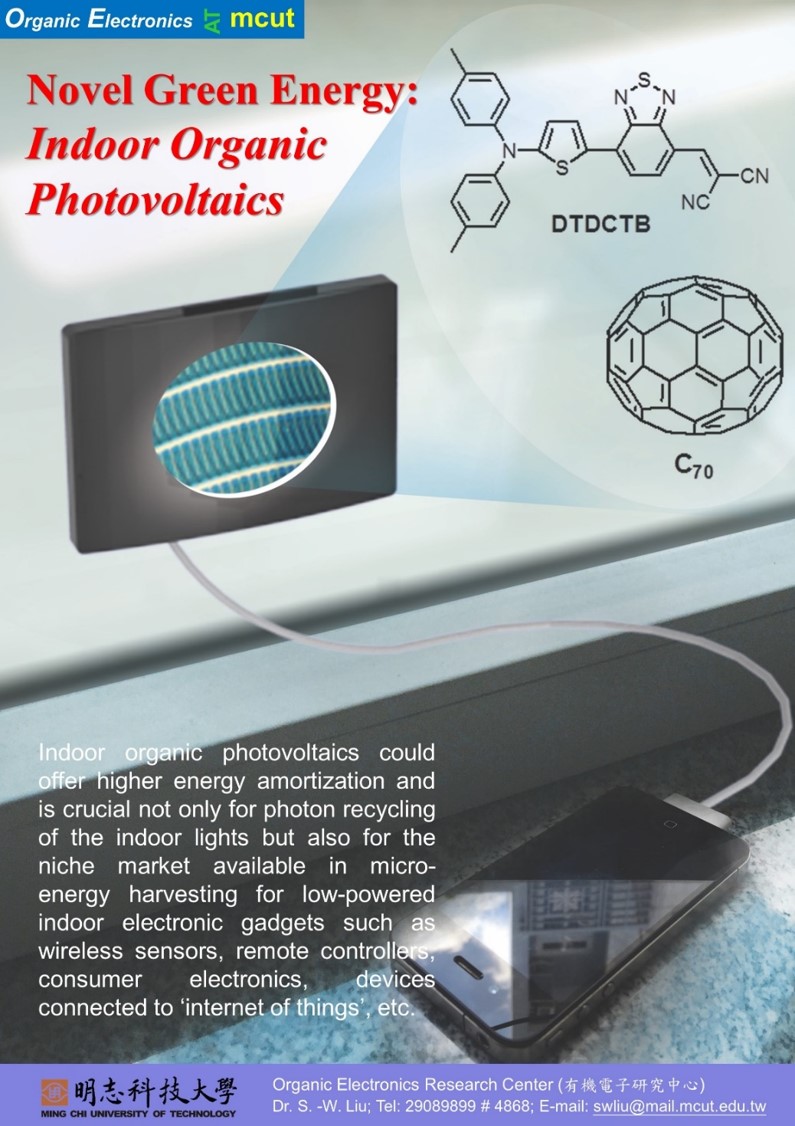 Organic Electronics AT mcut
Novel Green Energy:
Indoor Organic
Photovoltaics
S
N N
N
S
CN
NC
DTDCTB
C70
Indoor organic photovoltaics could
offer higher energy amortization and
is crucial not only for photon recycling
of the indoor lights but also for the
niche market available in micro-
energy harvesting for low-powered
indoor electronic gadgets such as
wireless sensors, remote controllers,
consumer electronics, devices
connected to ‘internet of things’, etc.
明志科技大學
MING CHI UNIVERSITY OF TECHNOLOGY
Organic Electronics Research Center (有機電子研究中心)
Dr. S. -W. Liu; Tel: 29089899 # 4868; E-mail: swliu@mail.mcut.edu.tw